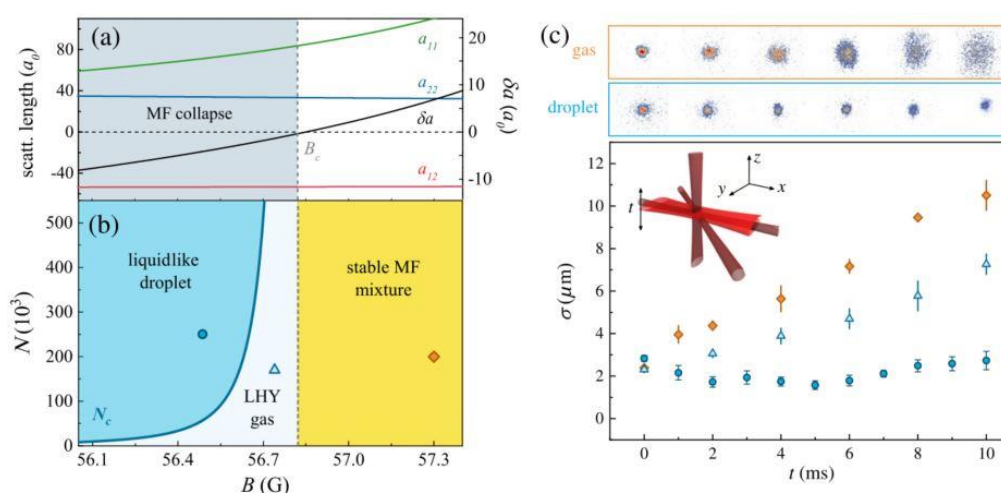 (a)
a₁₁
a₂₂
MF collapse
δa
B_c
a₁₂
scatt. length (a₀)
80
40
0
-40
δa (a₀)
20
10
0
-10
(b)
liquidlike
droplet
stable MF
mixture
LHY
gas
N_c
N (10³)
500
400
300
200
100
0
56.1 56.4 56.7 57.0 57.3
B (G)
(c)
gas
droplet
z
y
x
t
σ (μm)
12
10
8
6
4
2
0
0 2 4 6 8 10
t (ms)